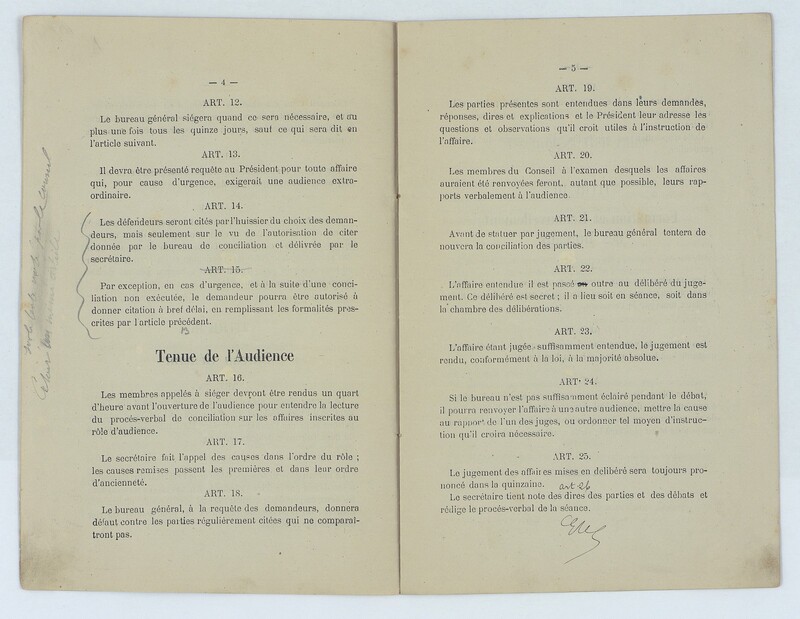 — 4 —
ART. 12.
Le bureau général siégera quand ce sera nécessaire, et au
plus une fois tous les quinze jours, sauf ce qui sera dit en
l'article suivant.
ART. 13.
Il devra être présenté requête au Président pour toute affaire
qui, pour cause d'urgence, exigerait une audience extra-
ordinaire.
ART. 14.
Les défendeurs seront cités par l'huissier du choix des deman-
deurs, mais seulement sur le vu de l'autorisation de citer
donnée par le bureau de conciliation et délivrée par le
secrétaire.
ART. 15.
Par exception, en cas d'urgence, et à la suite d'une conci-
liation non exécutée, le demandeur pourra être autorisé à
donner citation à bref délai, en remplissant les formalités pres-
crites par l'article précédent.
13
Tenue de l'Audience
ART. 16.
Les membres appelés à siéger devront être rendus un quart
d'heure avant l'ouverture de l'audience pour entendre la lecture
du procès-verbal de conciliation sur les affaires inscrites au
rôle d'audience.
ART. 17.
Le secrétaire fait l'appel des causes dans l'ordre du rôle ;
les causes remises passent les premières et dans leur ordre
d'ancienneté.
ART. 18.
Le bureau général, à la requête des demandeurs, donnera
défaut contre les parties régulièrement citées qui ne comparaî-
tront pas.
— 5 —
ART. 19.
Les parties présentes sont entendues dans leurs demandes,
réponses, dires et explications et le Président leur adresse les
questions et observations qu'il croit utiles à l'instruction de
l'affaire.
ART. 20.
Les membres du Conseil à l'examen desquels les affaires
auraient été renvoyées feront, autant que possible, leurs rap-
ports verbalement à l'audience
ART. 21.
Avant de statuer par jugement, le bureau général tentera de
nouveau la conciliation des parties.
ART. 22.
L'affaire entendue il est passé outre au délibéré du juge-
ment. Ce délibéré est secret ; il a lieu soit en séance, soit dans
la chambre des délibérations.
ART. 23.
L'affaire étant jugée suffisamment entendue, le jugement est
rendu, conformément à la loi, à la majorité absolue.
ART. 24.
Si le bureau n'est pas suffisamment éclairé pendant le débat,
il pourra renvoyer l'affaire à une autre audience, mettre la cause
au rapport de l'un des juges, ou ordonner tel moyen d'instruc-
tion qu'il croira nécessaire.
ART. 25.
Le jugement des affaires mises en delibéré sera toujours pro-
noncé dans la quinzaine.
art 26
Le secrétaire tient note des dires des parties et des débats et
rédige le procès-verbal de la séance.